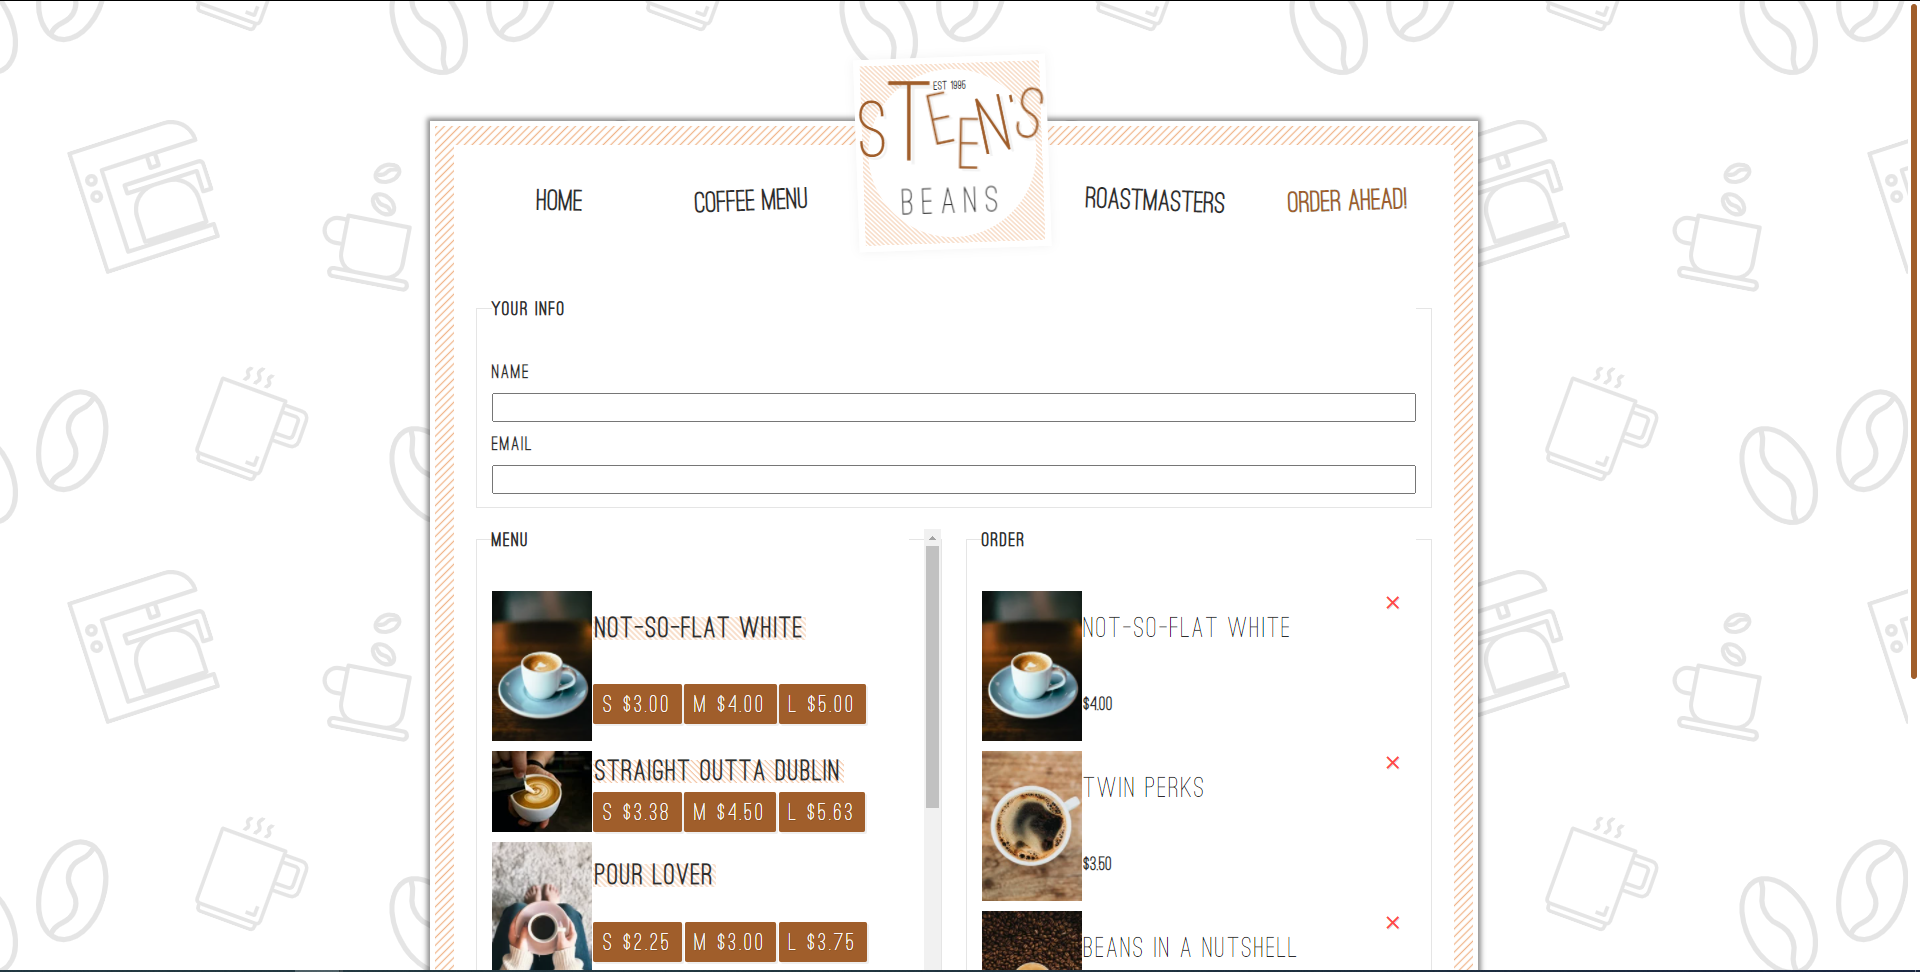 EST 1995
STEEN'S
BEANS
HOME
COFFEE MENU
ROASTMASTERS
ORDER AHEAD!
YOUR INFO
NAME
EMAIL
MENU
NOT-SO-FLAT WHITE
S $3.00 M $4.00 L $5.00
STRAIGHT OUTTA DUBLIN
S $3.38 M $4.50 L $5.63
POUR LOVER
S $2.25 M $3.00 L $3.75
ORDER
NOT-SO-FLAT WHITE
$4.00
TWIN PERKS
$3.50
BEANS IN A NUTSHELL